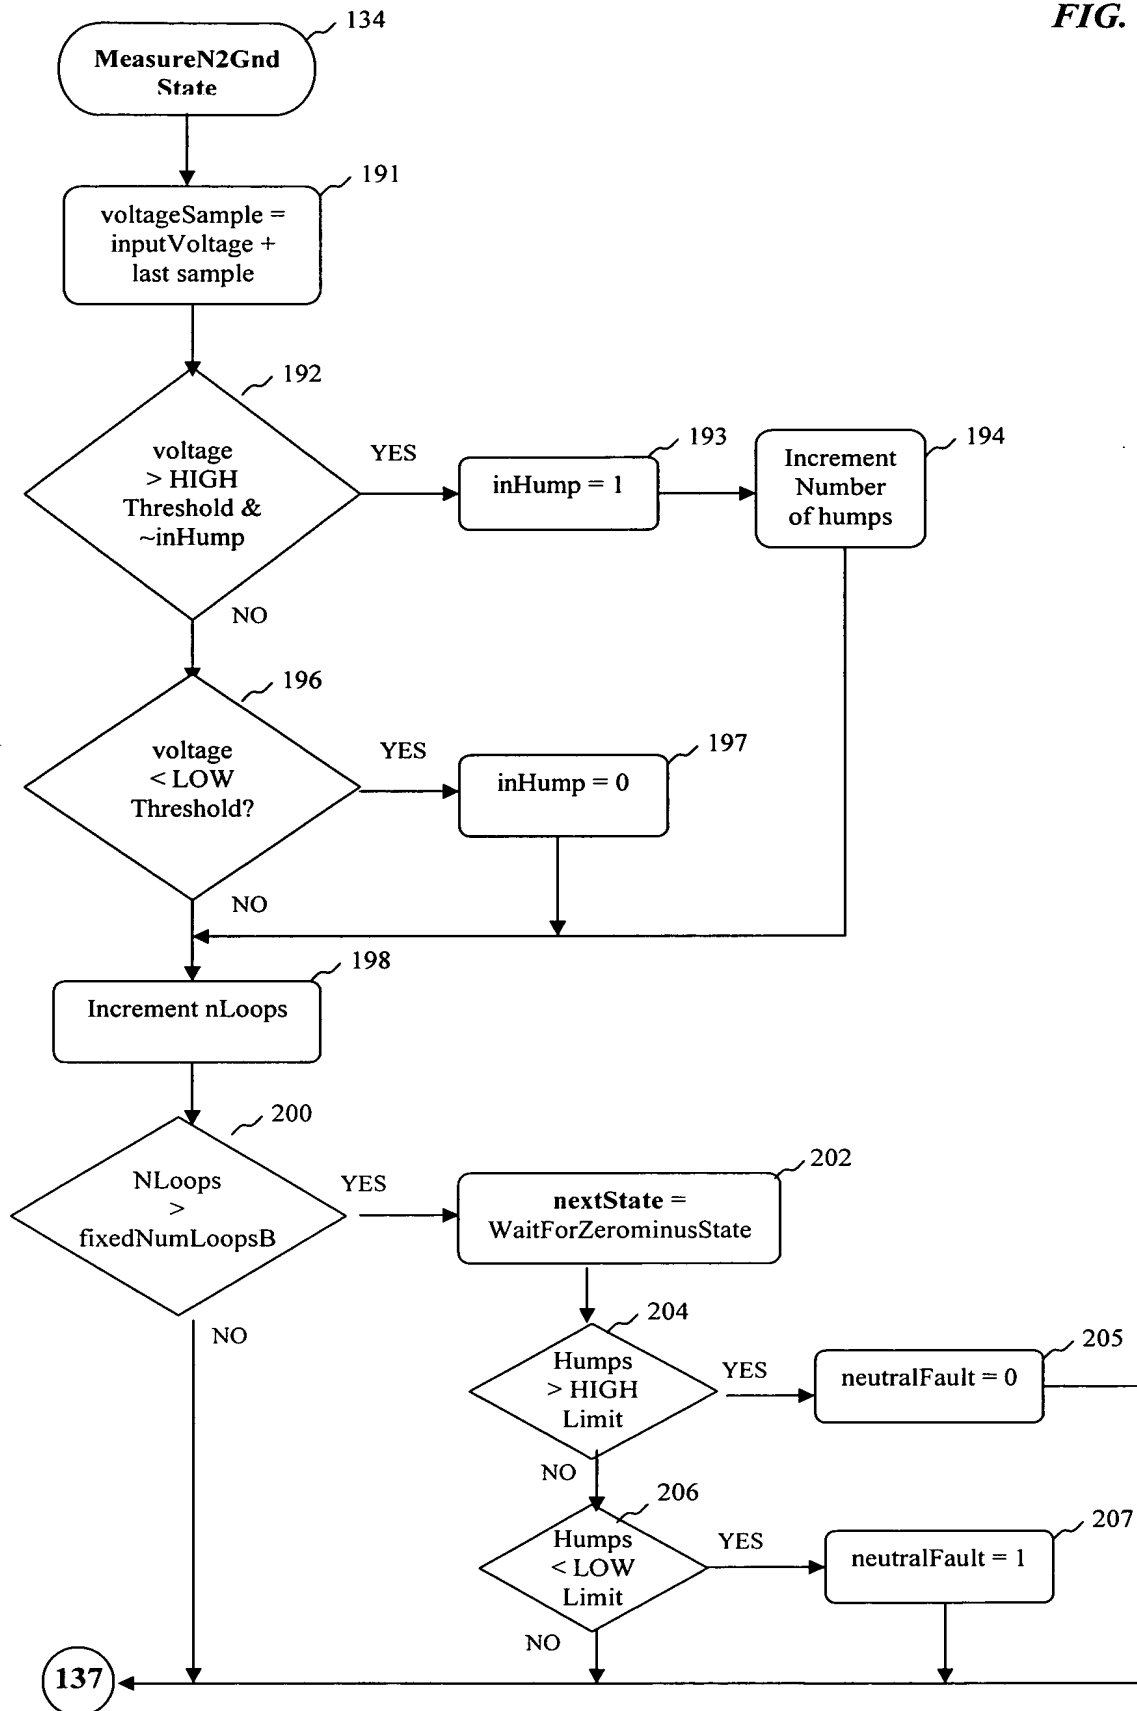 FIG.
134
MeasureN2Gnd
State
191
voltageSample =
inputVoltage +
last sample
192
voltage
> HIGH
Threshold &
~inHump
YES
193
inHump = 1
194
Increment
Number
of humps
NO
196
voltage
< LOW
Threshold?
YES
197
inHump = 0
NO
198
Increment nLoops
200
NLoops
>
fixedNumLoopsB
YES
202
nextState =
WaitForZerominusState
NO
204
Humps
> HIGH
Limit
YES
205
neutralFault = 0
NO
206
Humps
< LOW
Limit
YES
207
neutralFault = 1
NO
137